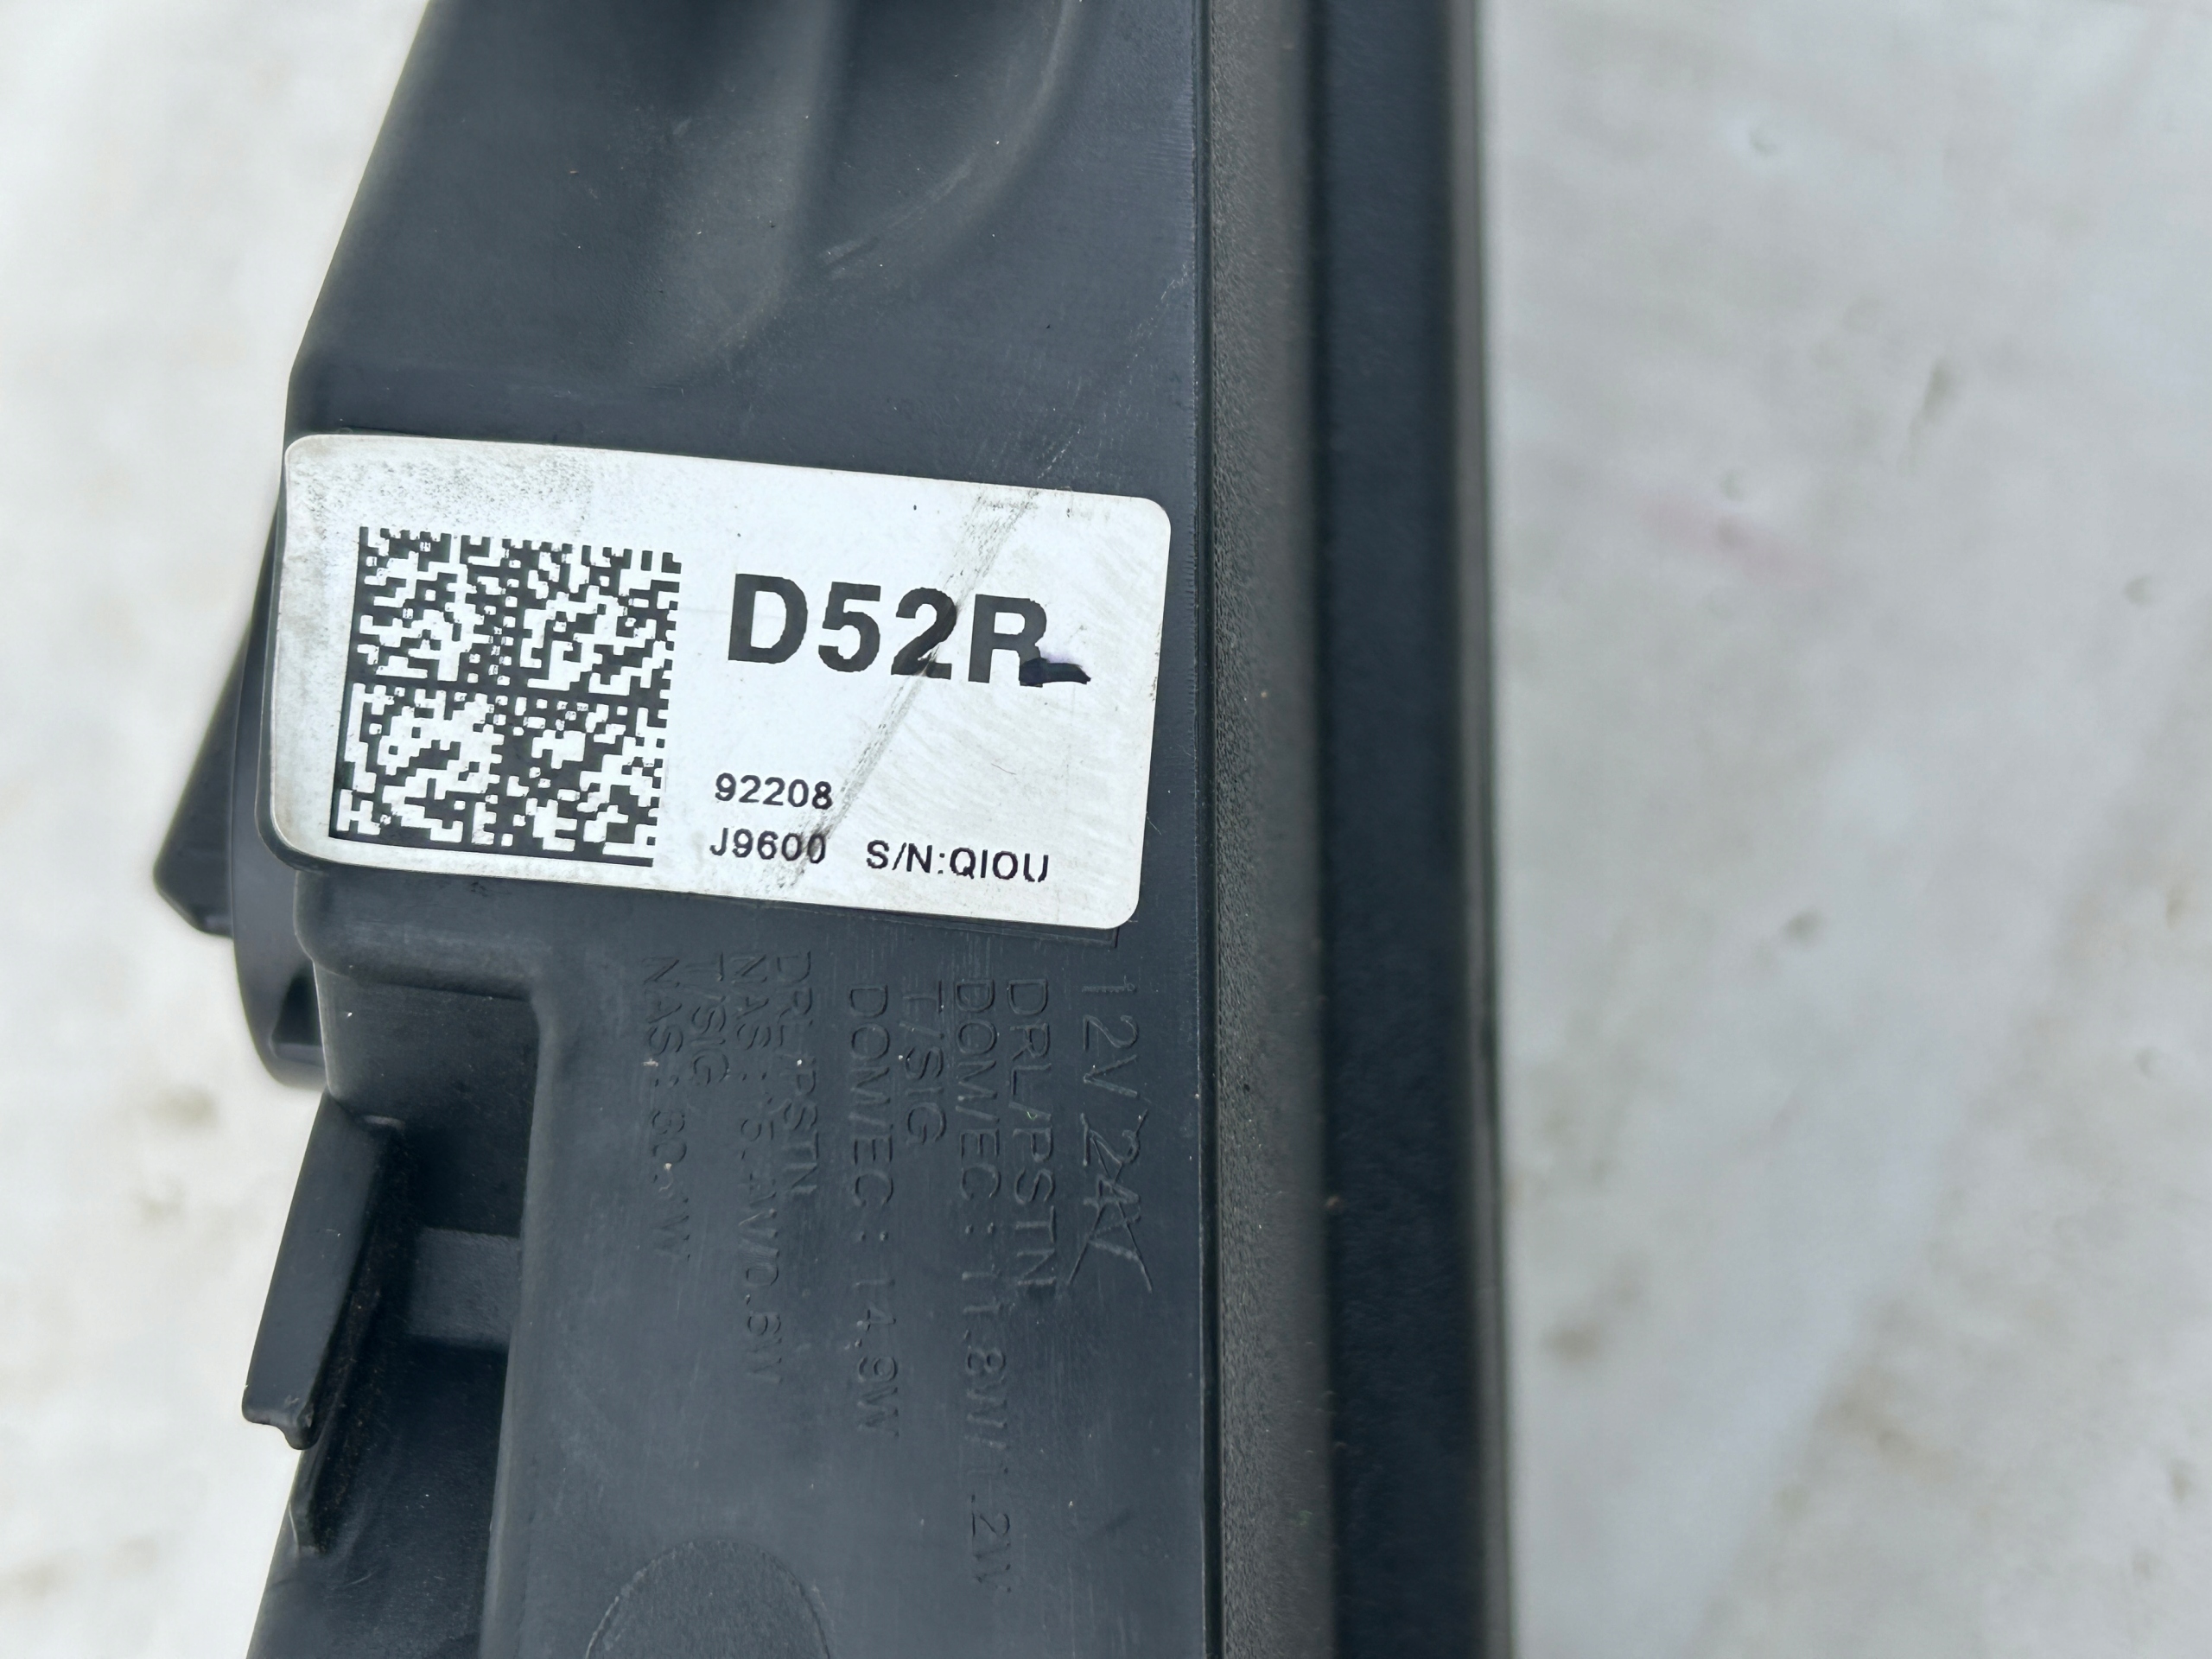 D52R
92208
J9600 S/N:QIOU
12V
DRL/PSTN
DOM/EC: 11.8W/1.2W
T/SIG
DOM/EC: 14.9W
DRL/PSTN
T/SIG